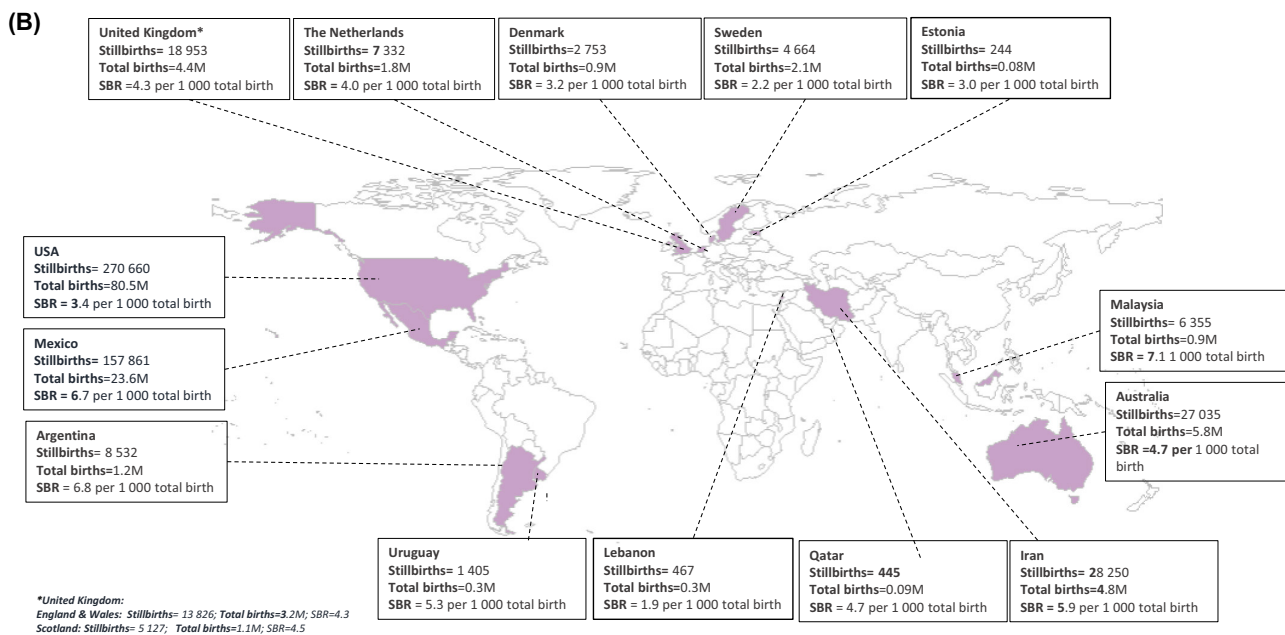 (B)
United Kingdom*
Stillbirths= 18 953
Total births=4.4M
SBR =4.3 per 1 000 total birth
The Netherlands
Stillbirths= 7 332
Total births=1.8M
SBR = 4.0 per 1 000 total birth
Denmark
Stillbirths=2 753
Total births=0.9M
SBR = 3.2 per 1 000 total birth
Sweden
Stillbirths= 4 664
Total births=2.1M
SBR = 2.2 per 1 000 total birth
Estonia
Stillbirths= 244
Total births=0.08M
SBR = 3.0 per 1 000 total birth
USA
Stillbirths= 270 660
Total births=80.5M
SBR = 3.4 per 1 000 total birth
Mexico
Stillbirths= 157 861
Total births=23.6M
SBR = 6.7 per 1 000 total birth
Argentina
Stillbirths= 8 532
Total births=1.2M
SBR = 6.8 per 1 000 total birth
Malaysia
Stillbirths= 6 355
Total births=0.9M
SBR = 7.1 1 000 total birth
Australia
Stillbirths=27 035
Total births=5.8M
SBR =4.7 per 1 000 total
birth
Uruguay
Stillbirths= 1 405
Total births=0.3M
SBR = 5.3 per 1 000 total birth
Lebanon
Stillbirths= 467
Total births=0.3M
SBR = 1.9 per 1 000 total birth
Qatar
Stillbirths= 445
Total births=0.09M
SBR = 4.7 per 1 000 total birth
Iran
Stillbirths= 28 250
Total births=4.8M
SBR = 5.9 per 1 000 total birth
*United Kingdom:
England & Wales: Stillbirths= 13 826; Total births=3.2M; SBR=4.3
Scotland: Stillbirths= 5 127; Total births=1.1M; SBR=4.5